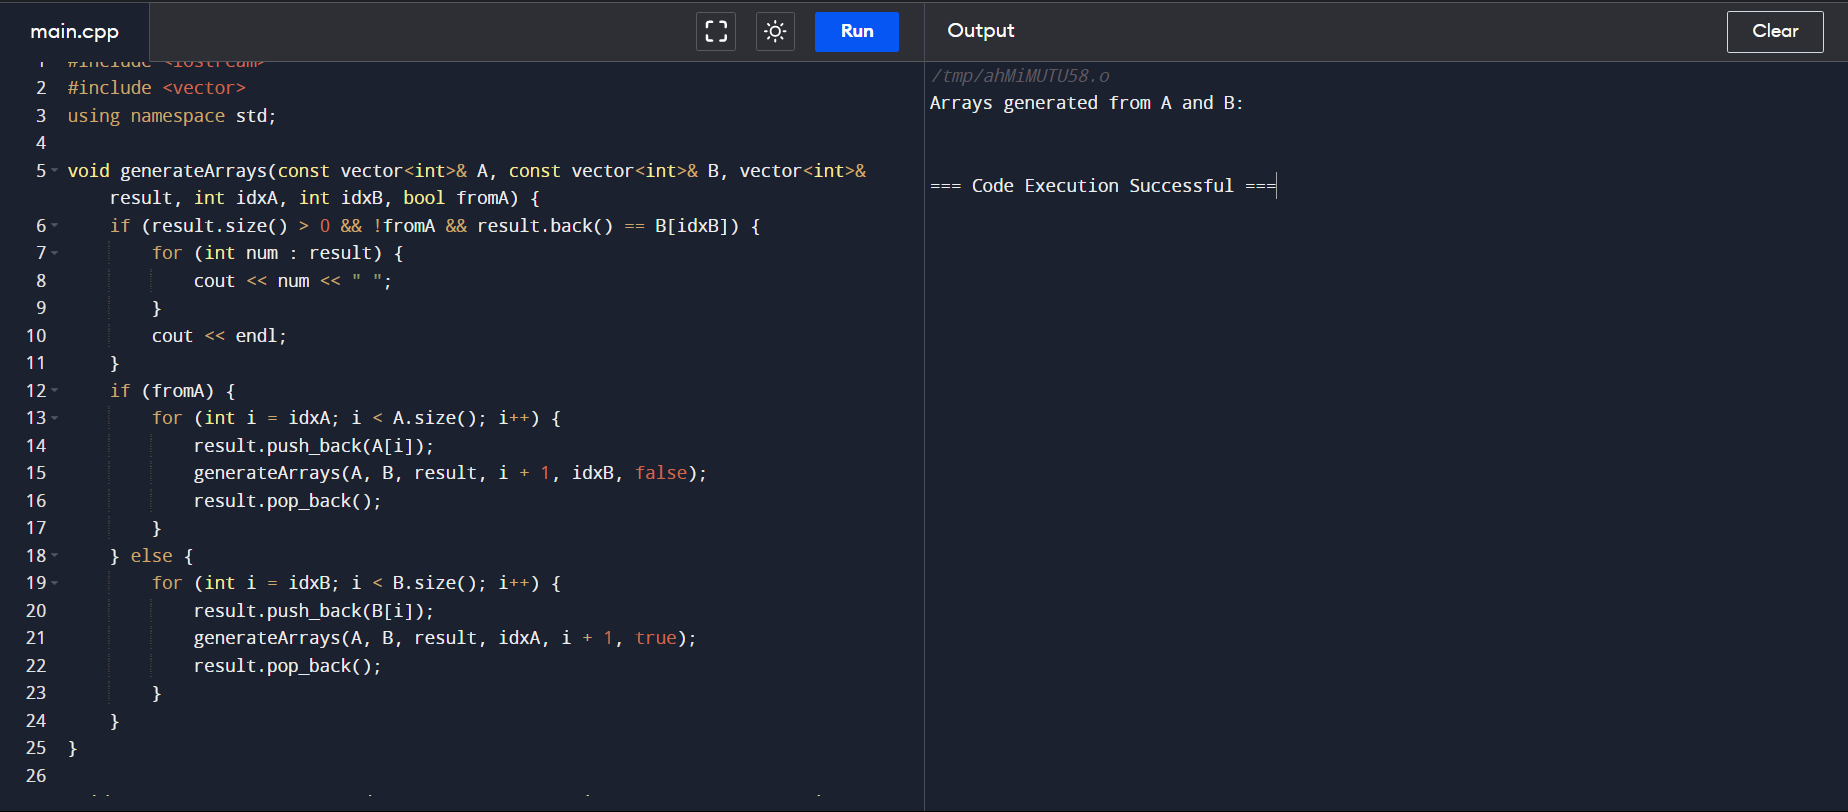 main.cpp
Run
Output
Clear
1 #include <iostream>
2 #include <vector>
3 using namespace std;
4
5 void generateArrays(const vector<int>& A, const vector<int>& B, vector<int>&
result, int idxA, int idxB, bool fromA) {
6 if (result.size() > 0 && !fromA && result.back() == B[idxB]) {
7 for (int num : result) {
8 cout << num << " ";
9 }
10 cout << endl;
11 }
12 if (fromA) {
13 for (int i = idxA; i < A.size(); i++) {
14 result.push_back(A[i]);
15 generateArrays(A, B, result, i + 1, idxB, false);
16 result.pop_back();
17 }
18 } else {
19 for (int i = idxB; i < B.size(); i++) {
20 result.push_back(B[i]);
21 generateArrays(A, B, result, idxA, i + 1, true);
22 result.pop_back();
23 }
24 }
25 }
26
/tmp/ahMiMUTU58.o
Arrays generated from A and B:
=== Code Execution Successful ===